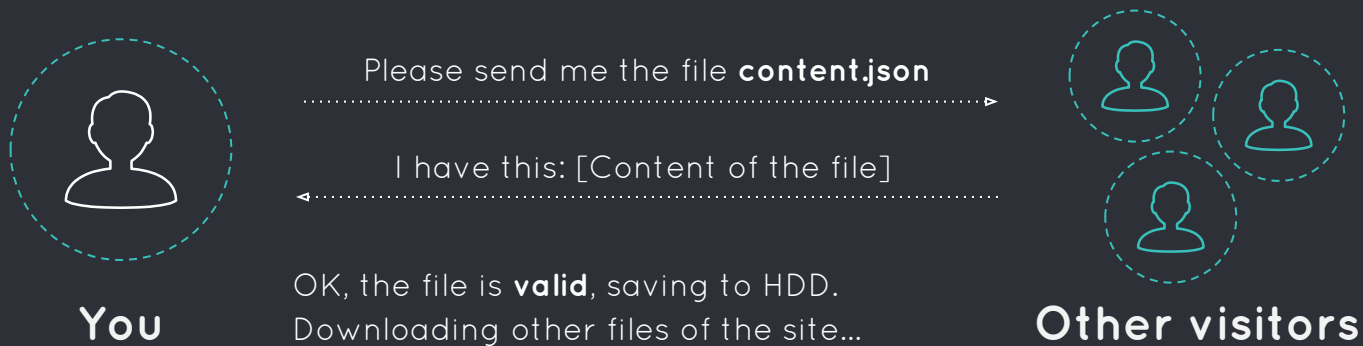 Please send me the file content.json
I have this: [Content of the file]
OK, the file is valid, saving to HDD.
Downloading other files of the site...
You
Other visitors